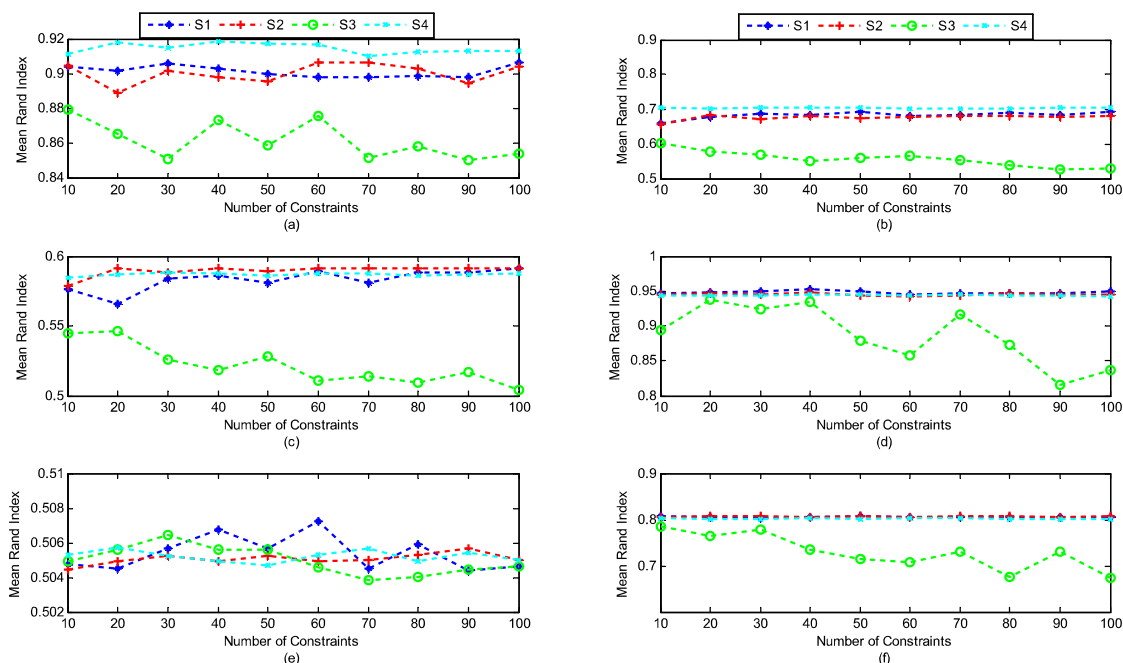 S1 S2 S3 S4
0.92
0.9
0.88
0.86
0.84
Mean Rand Index
10 20 30 40 50 60 70 80 90 100
Number of Constraints
(a)
S1 S2 S3 S4
0.9
0.8
0.7
0.6
0.5
Mean Rand Index
10 20 30 40 50 60 70 80 90 100
Number of Constraints
(b)
0.6
0.55
0.5
Mean Rand Index
10 20 30 40 50 60 70 80 90 100
Number of Constraints
(c)
1
0.95
0.9
0.85
0.8
Mean Rand Index
10 20 30 40 50 60 70 80 90 100
Number of Constraints
(d)
0.51
0.508
0.506
0.504
0.502
Mean Rand Index
10 20 30 40 50 60 70 80 90 100
Number of Constraints
(e)
0.9
0.8
0.7
Mean Rand Index
10 20 30 40 50 60 70 80 90 100
Number of Constraints
(f)